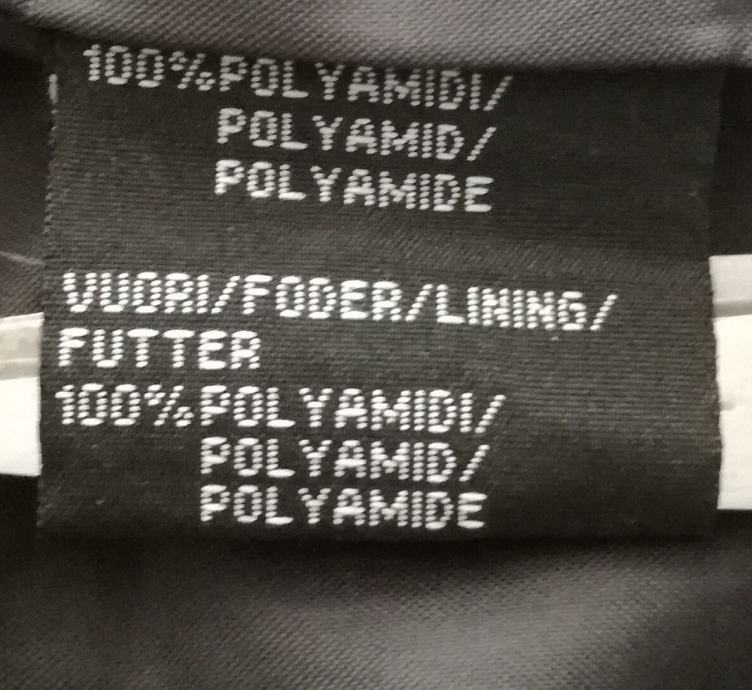 100%POLYAMIDI/
POLYAMID/
POLYAMIDE
VUORI/FODER/LINING/
FUTTER
100%POLYAMIDI/
POLYAMID/
POLYAMIDE